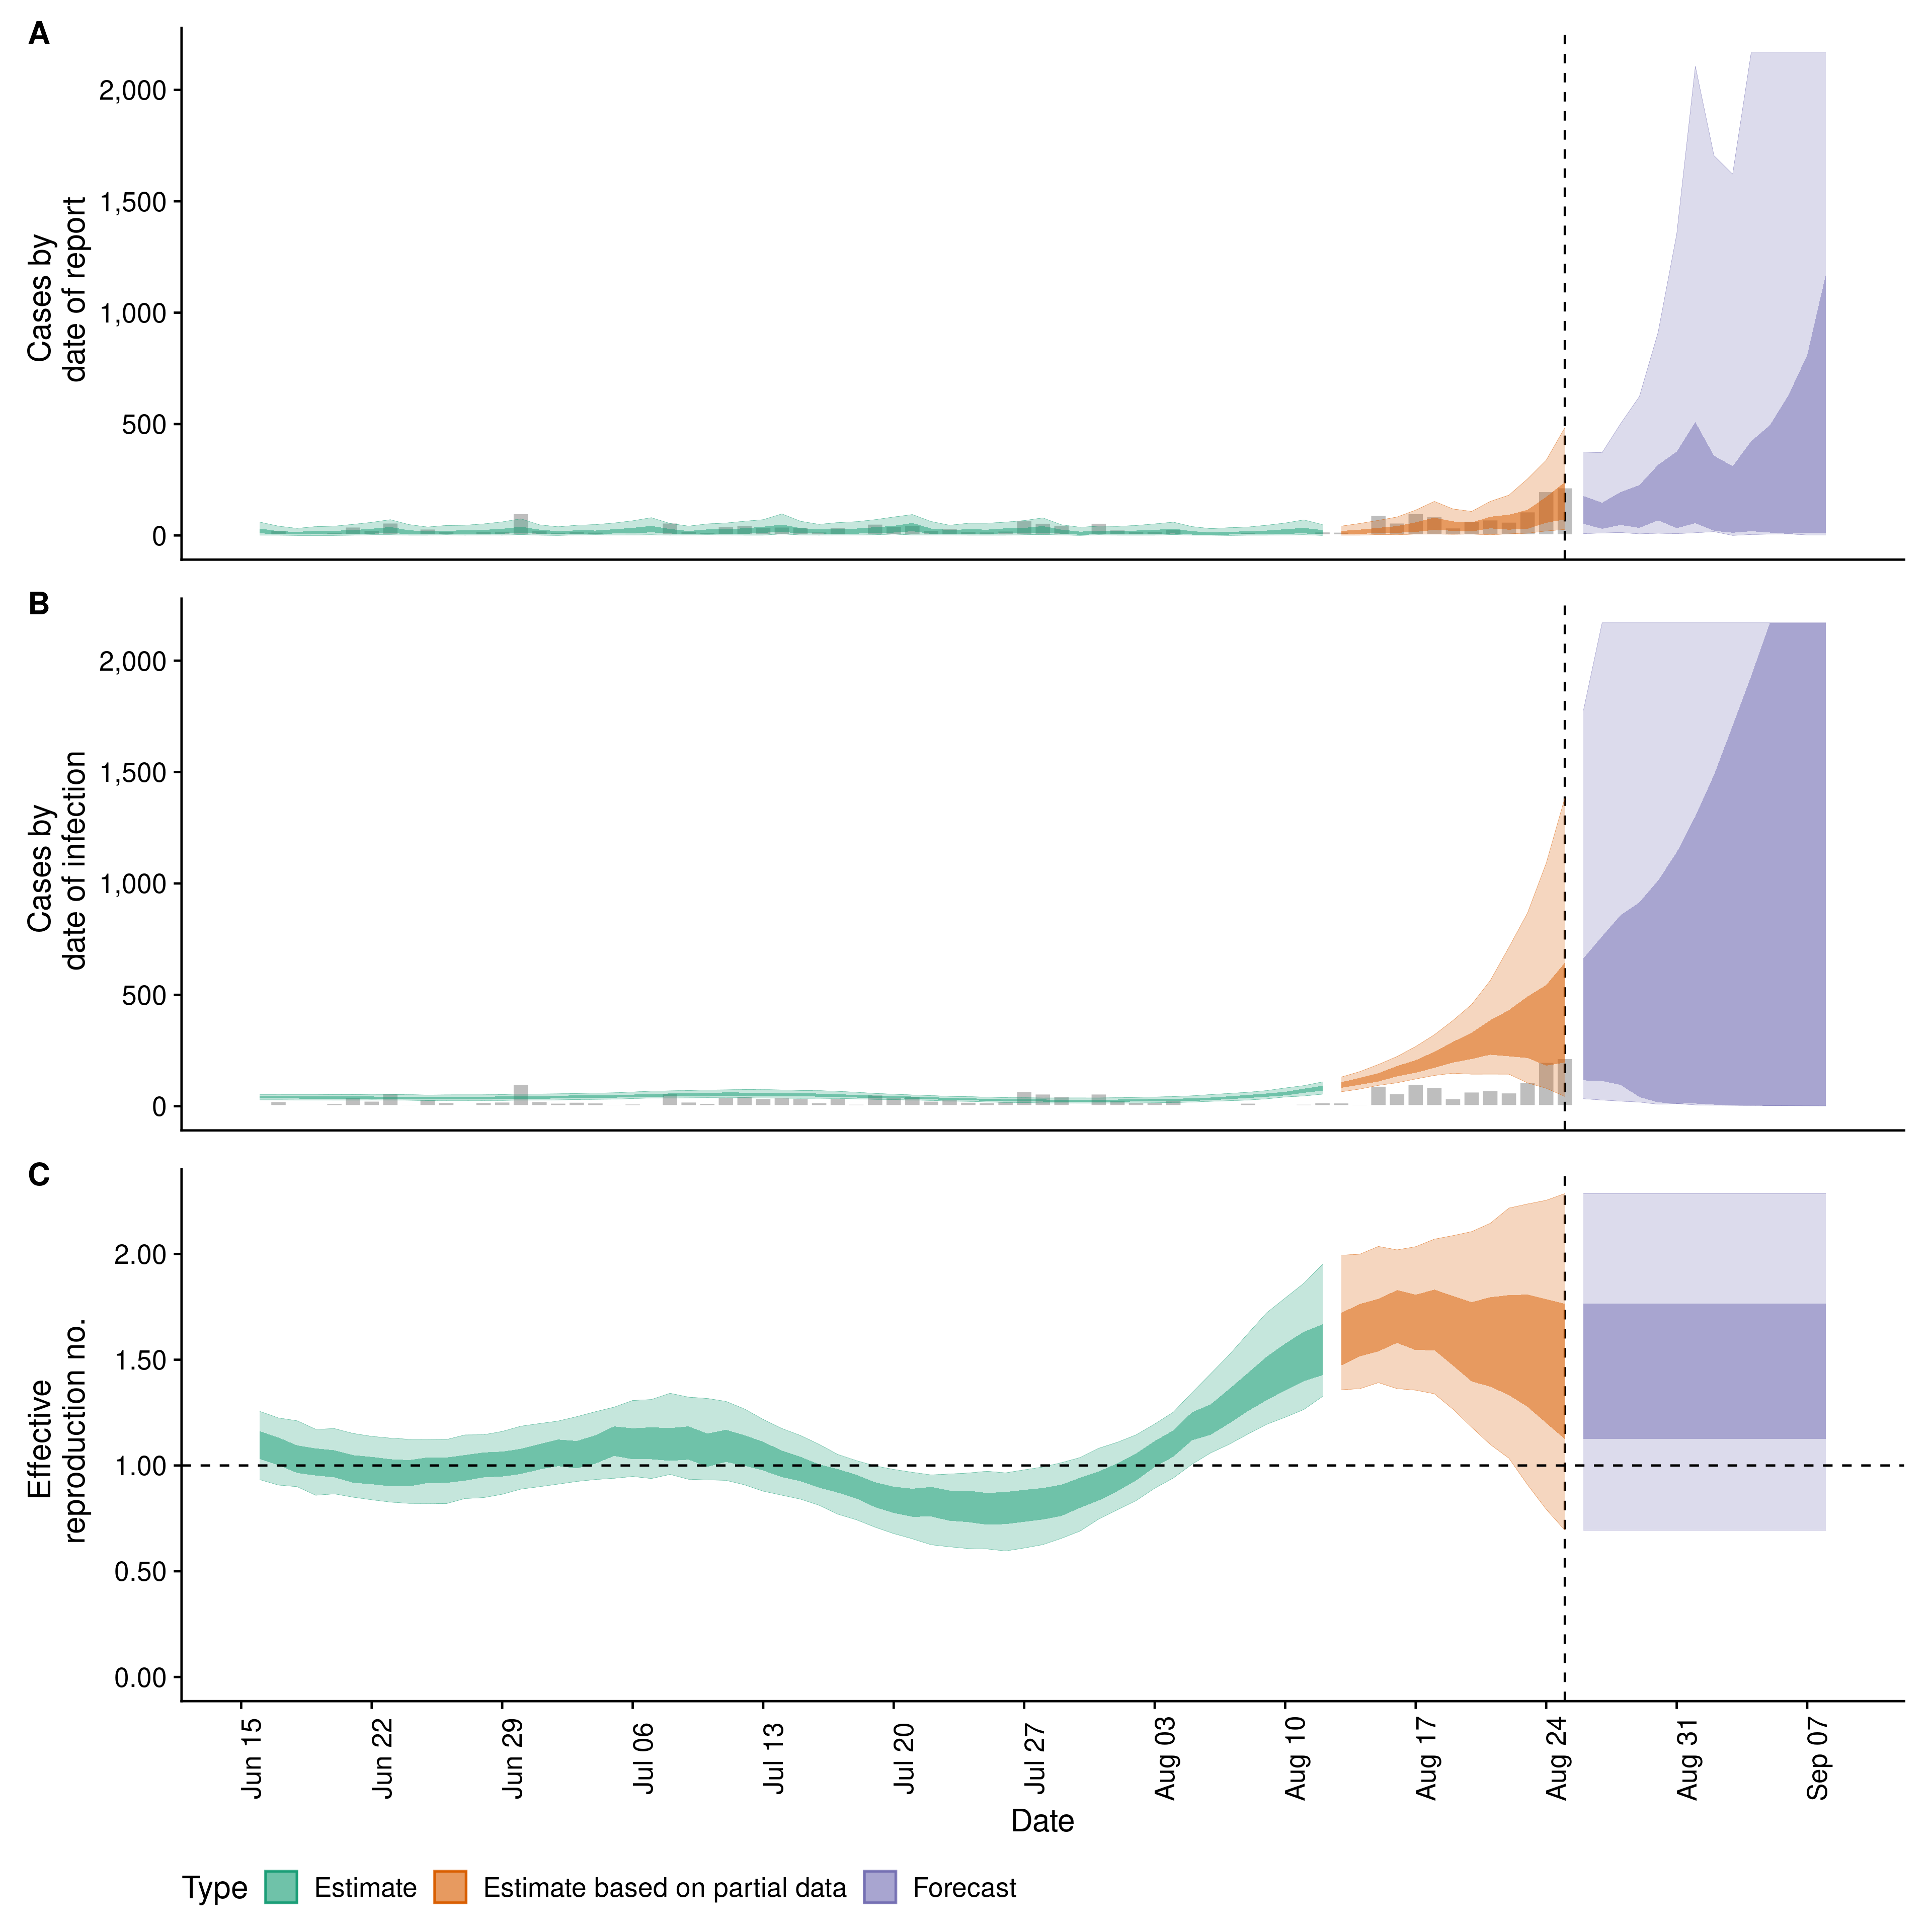 A
Cases by
date of report
2,000
1,500
1,000
500
0
B
Cases by
date of infection
2,000
1,500
1,000
500
0
C
Effective
reproduction no.
2.00
1.50
1.00
0.50
0.00
Jun 15
Jun 22
Jun 29
Jul 06
Jul 13
Jul 20
Jul 27
Aug 03
Aug 10
Aug 17
Aug 24
Aug 31
Sep 07
Date
Type Estimate Estimate based on partial data Forecast